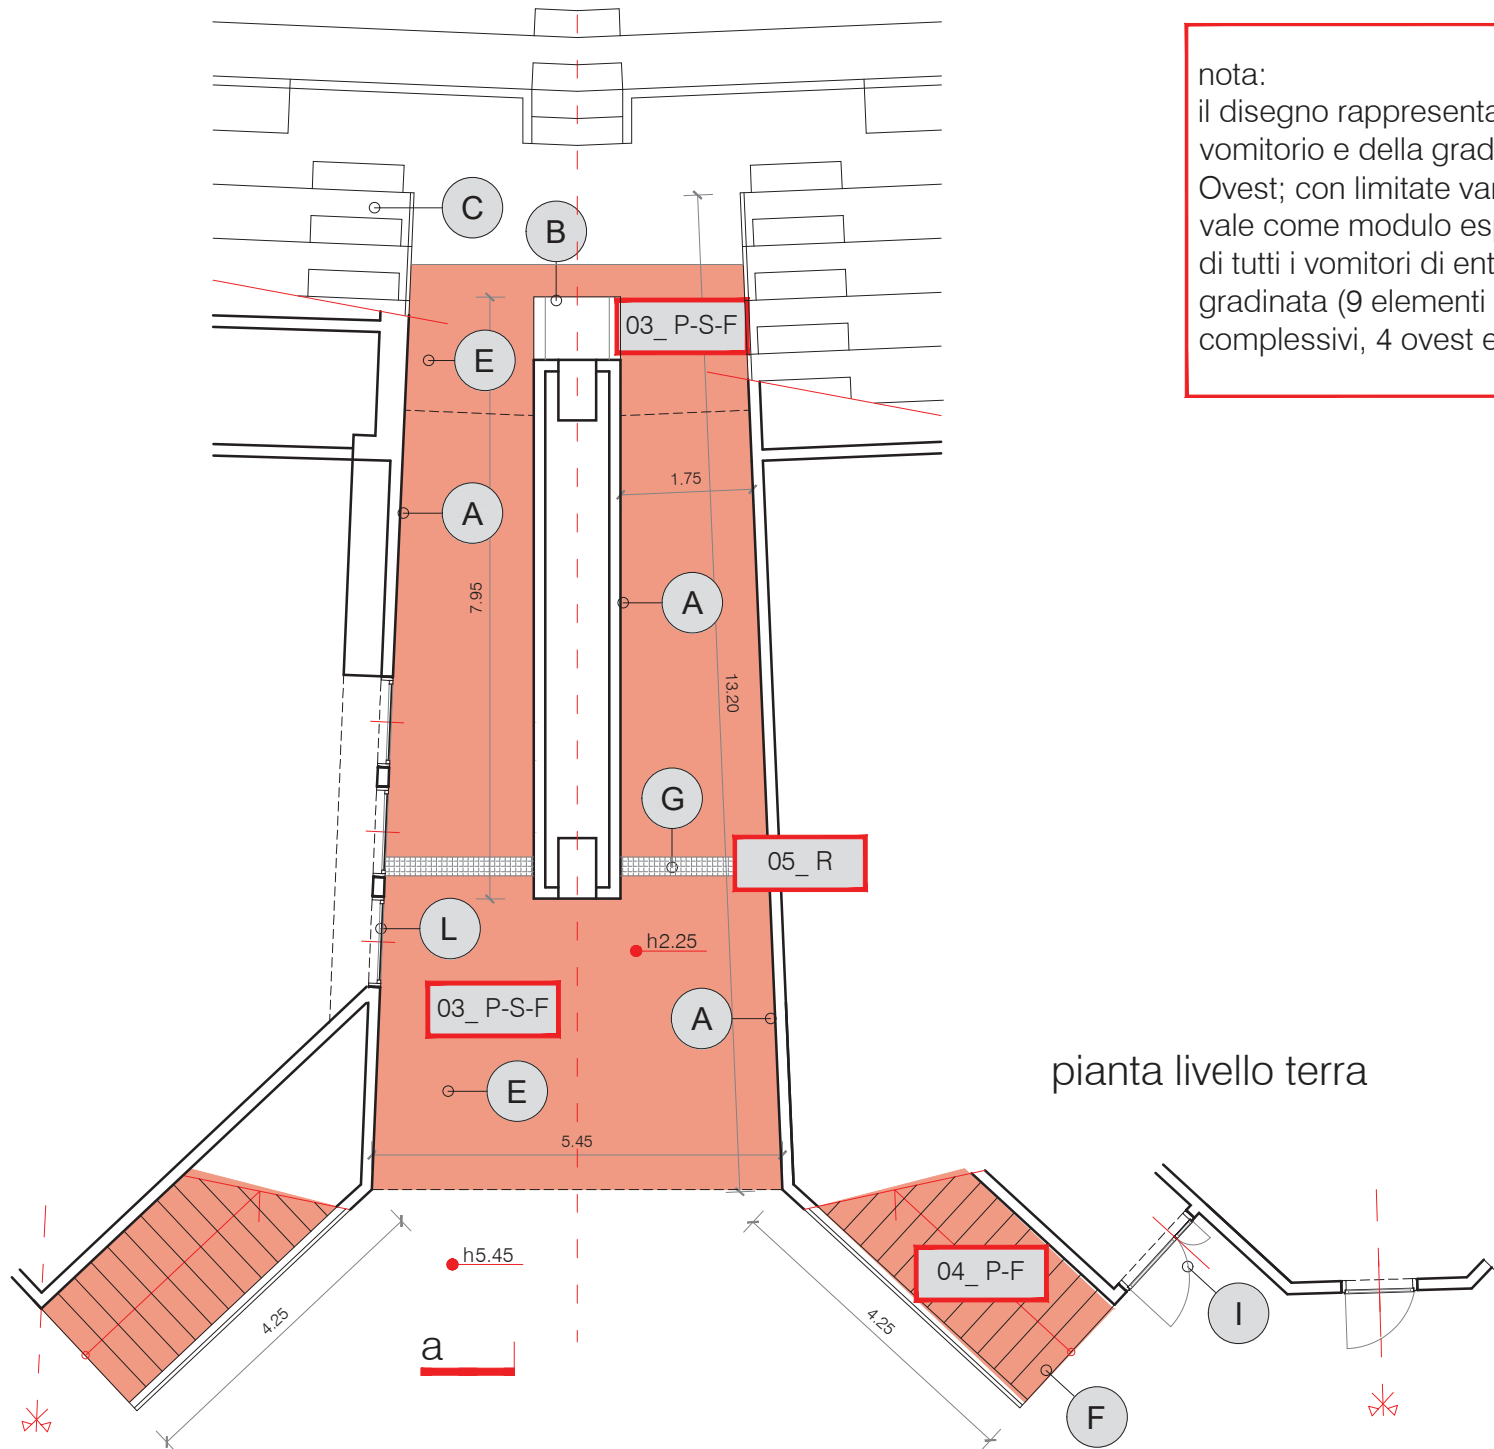 nota:
il disegno rappresenta
vomitorio e della grad
Ovest; con limitate var
vale come modulo esp
di tutti i vomitori di ent
gradinata (9 elementi
complessivi, 4 ovest e
C
B
03_ P-S-F
E
1.75
A
7.95
A
13.20
G
05_ R
L
h2.25
03_ P-S-F
A
E
pianta livello terra
5.45
h5.45
04_ P-F
I
4.25
4.25
a
F